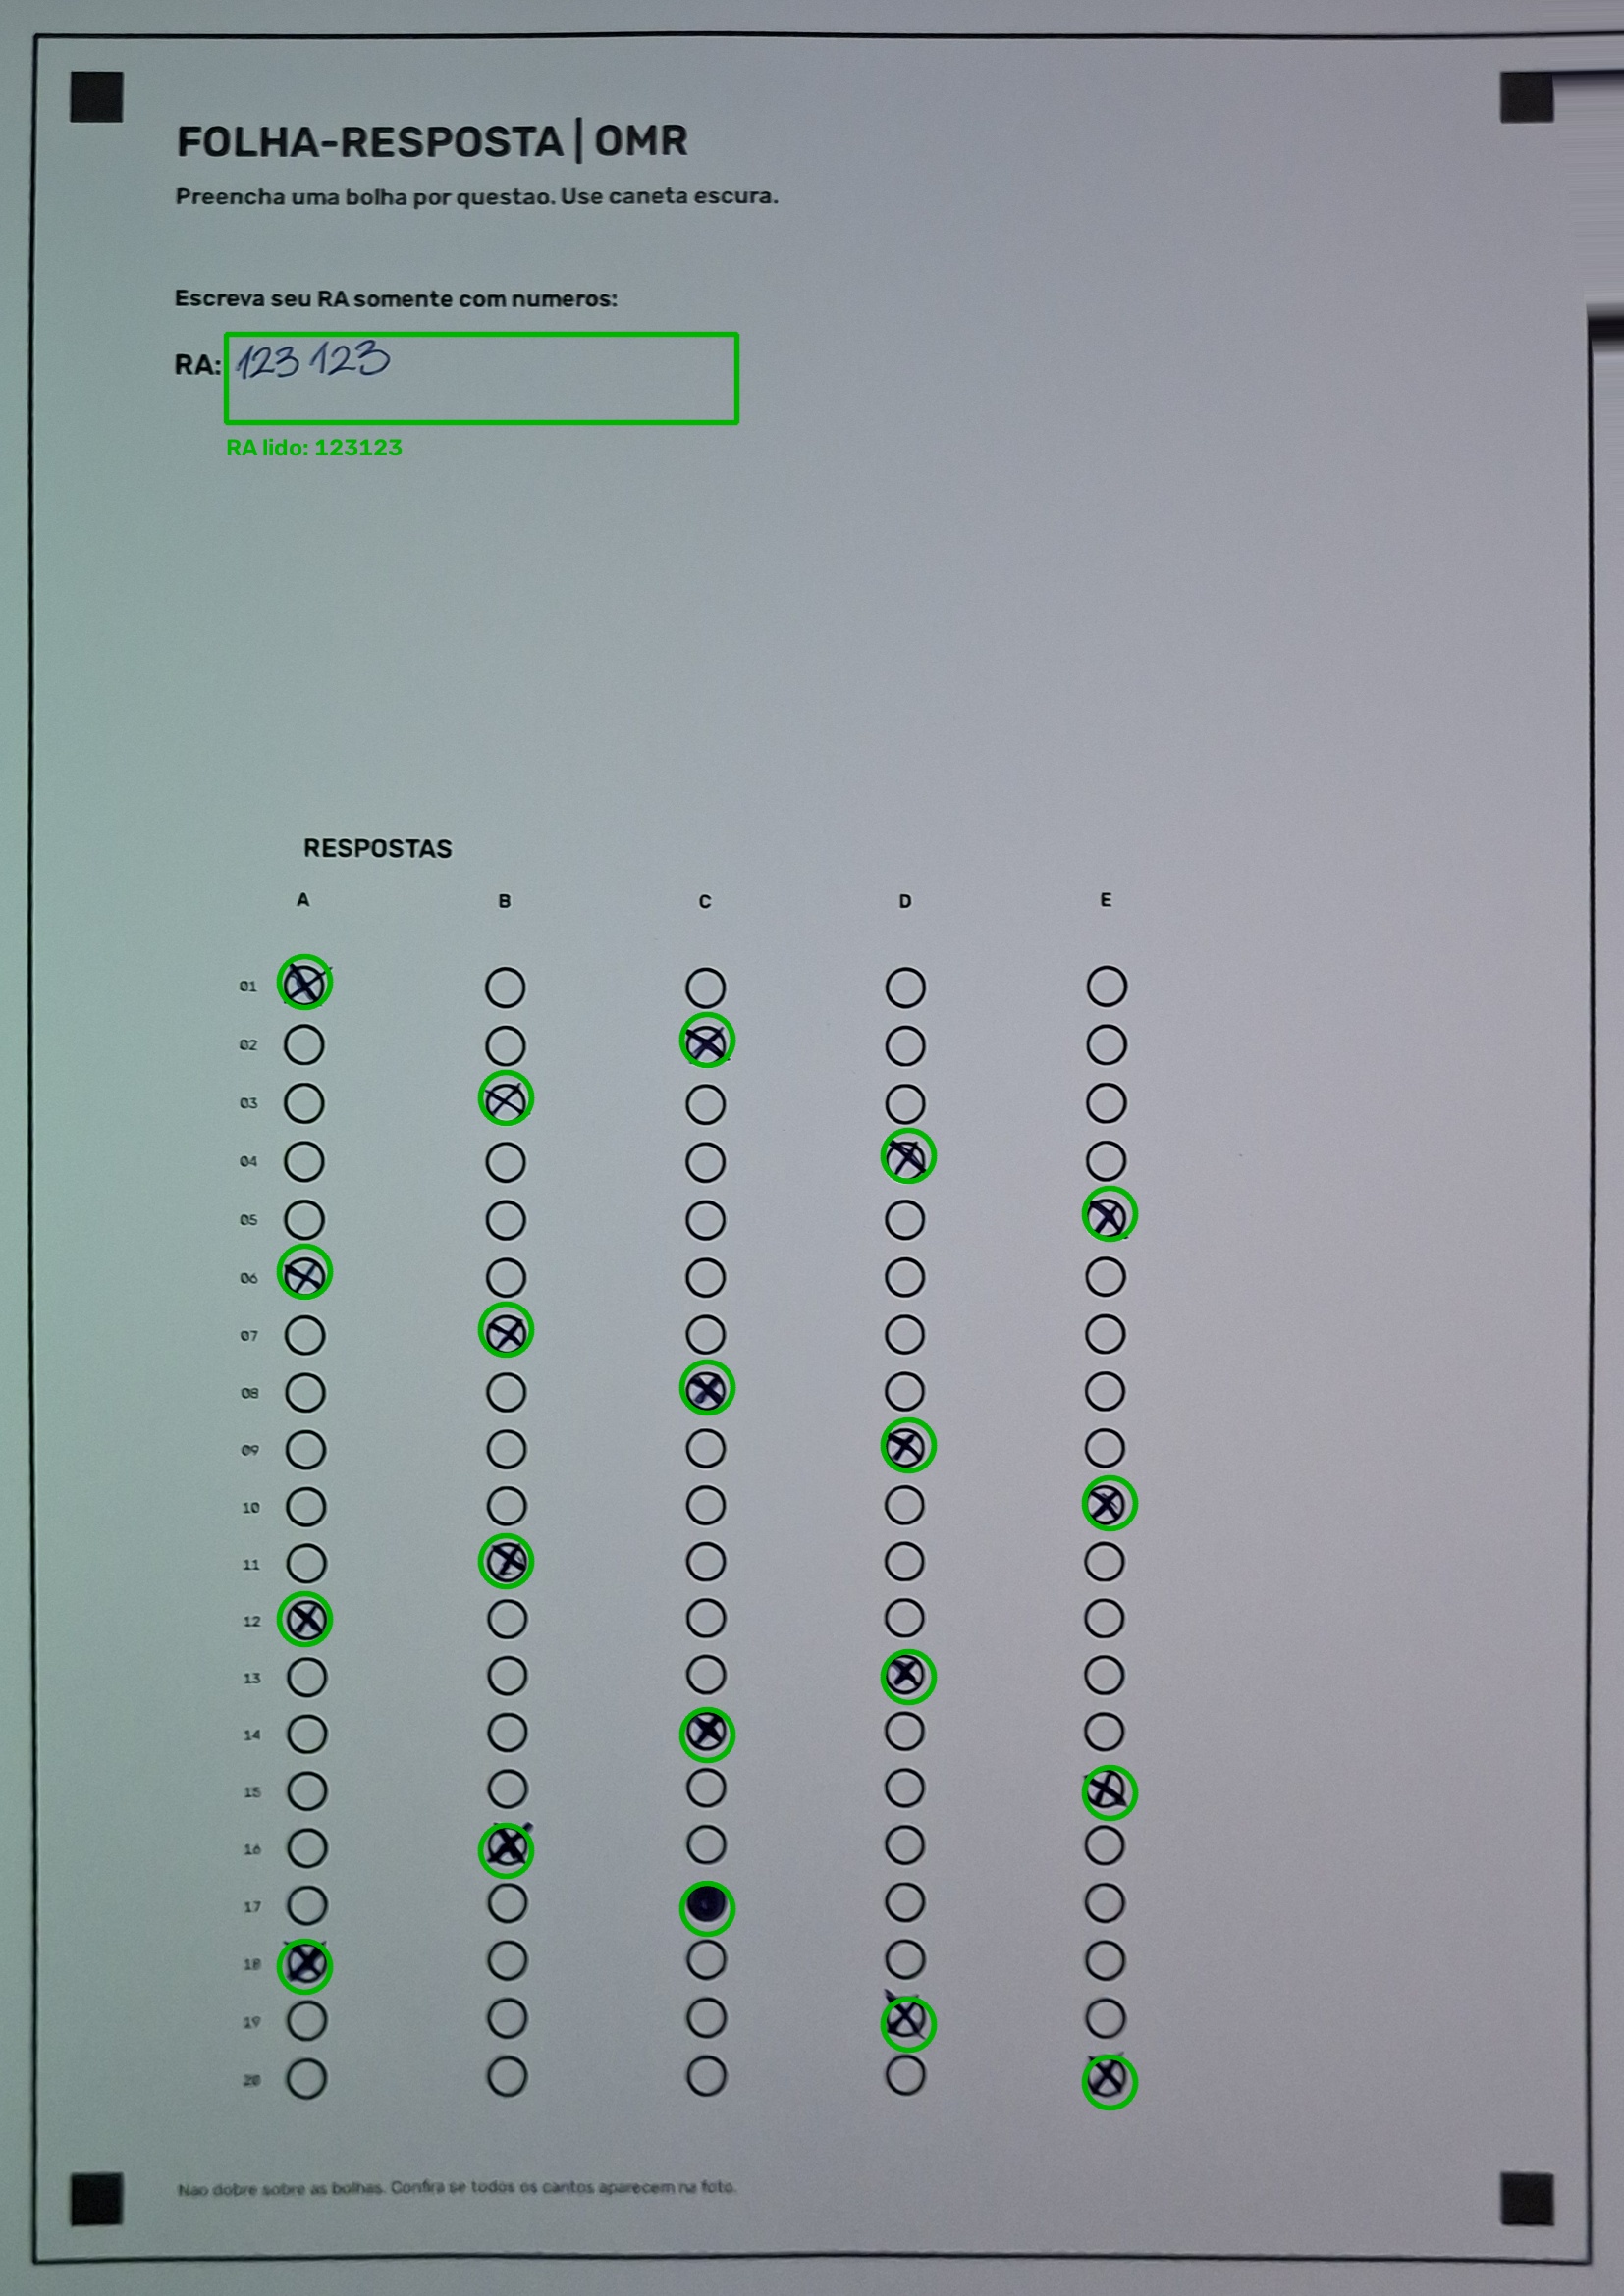 FOLHA-RESPOSTA | OMR
Preencha uma bolha por questao. Use caneta escura.
Escreva seu RA somente com numeros:
RA: 123 123
RA lido: 123123
RESPOSTAS
A B C D E
01
02
03
04
05
06
07
08
09
10
11
12
13
14
15
16
17
18
19
20
Nao dobre sobre as bolhas. Confira se todos os cantos aparecem na foto.